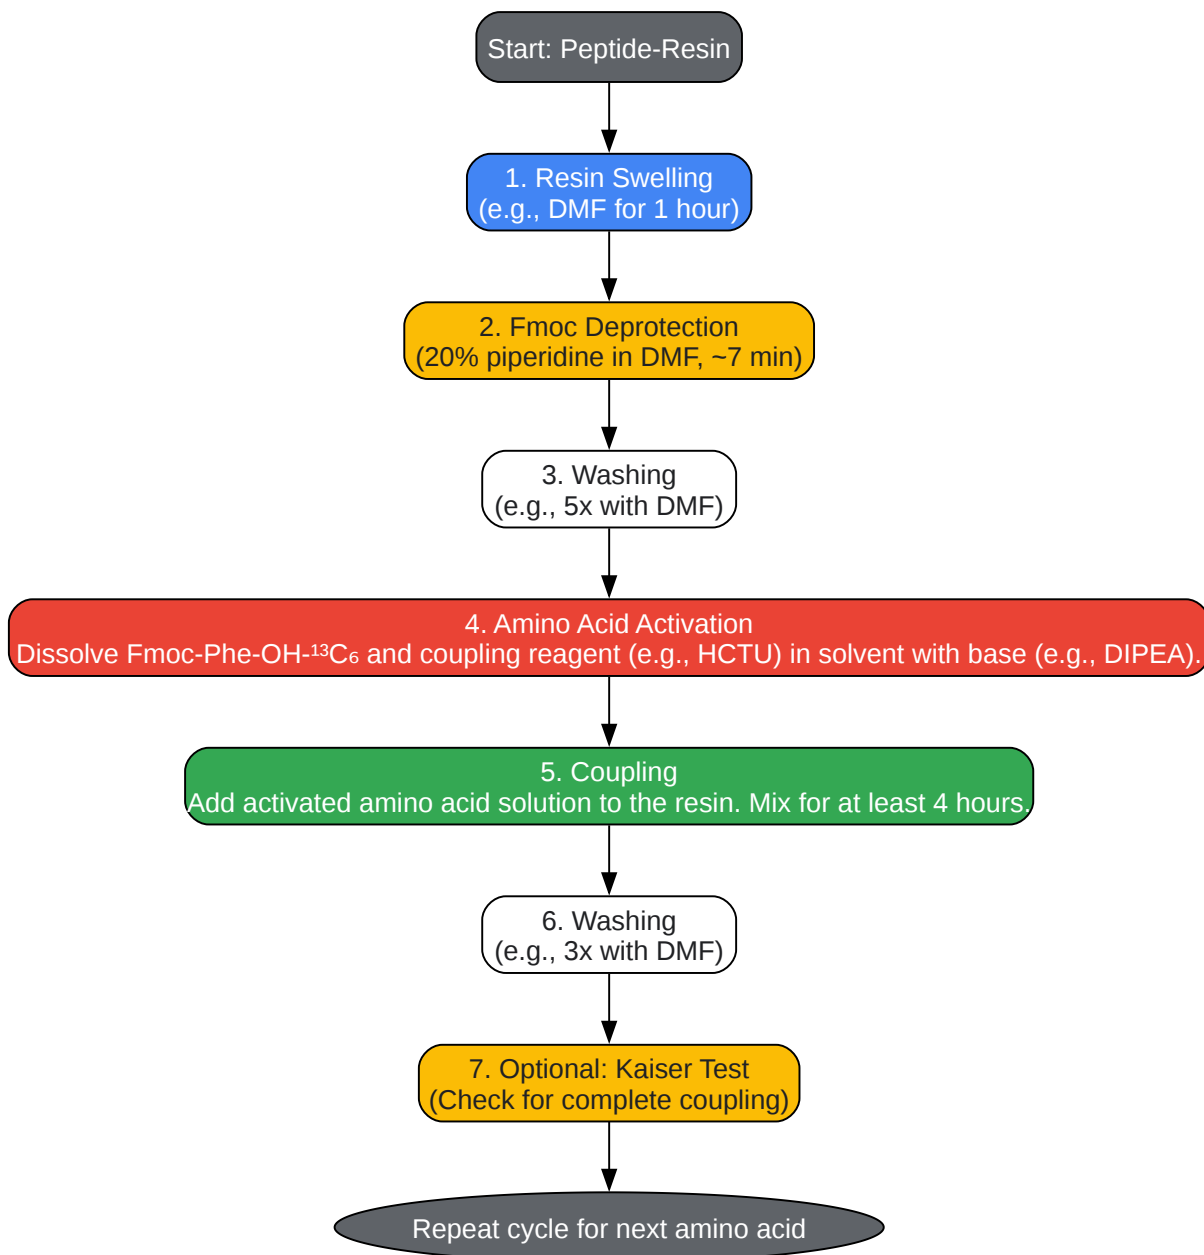 Start: Peptide-Resin
1. Resin Swelling
(e.g., DMF for 1 hour)
2. Fmoc Deprotection
(20% piperidine in DMF, ~7 min)
3. Washing
(e.g., 5x with DMF)
4. Amino Acid Activation
Dissolve Fmoc-Phe-OH-¹³C₆ and coupling reagent (e.g., HCTU) in solvent with base (e.g., DIPEA).
5. Coupling
Add activated amino acid solution to the resin. Mix for at least 4 hours.
6. Washing
(e.g., 3x with DMF)
7. Optional: Kaiser Test
(Check for complete coupling)
Repeat cycle for next amino acid